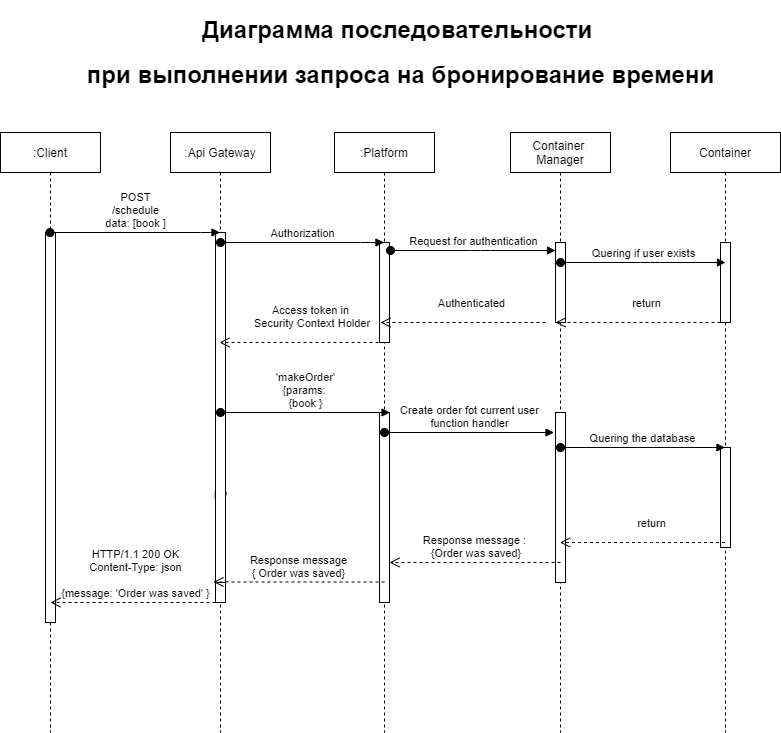 Диаграмма последовательности
при выполнении запроса на бронирование времени
:Client
:Api Gateway
:Platform
Container
Manager
Container
POST
/schedule
data: [book ]
Authorization
Request for authentication
Quering if user exists
Access token in
Security Context Holder
Authenticated
return
'makeOrder'
{params:
{book }
Create order fot current user
function handler
Quering the database
return
Response message :
{Order was saved}
Response message
{ Order was saved}
HTTP/1.1 200 OK
Content-Type: json
{message: 'Order was saved' }